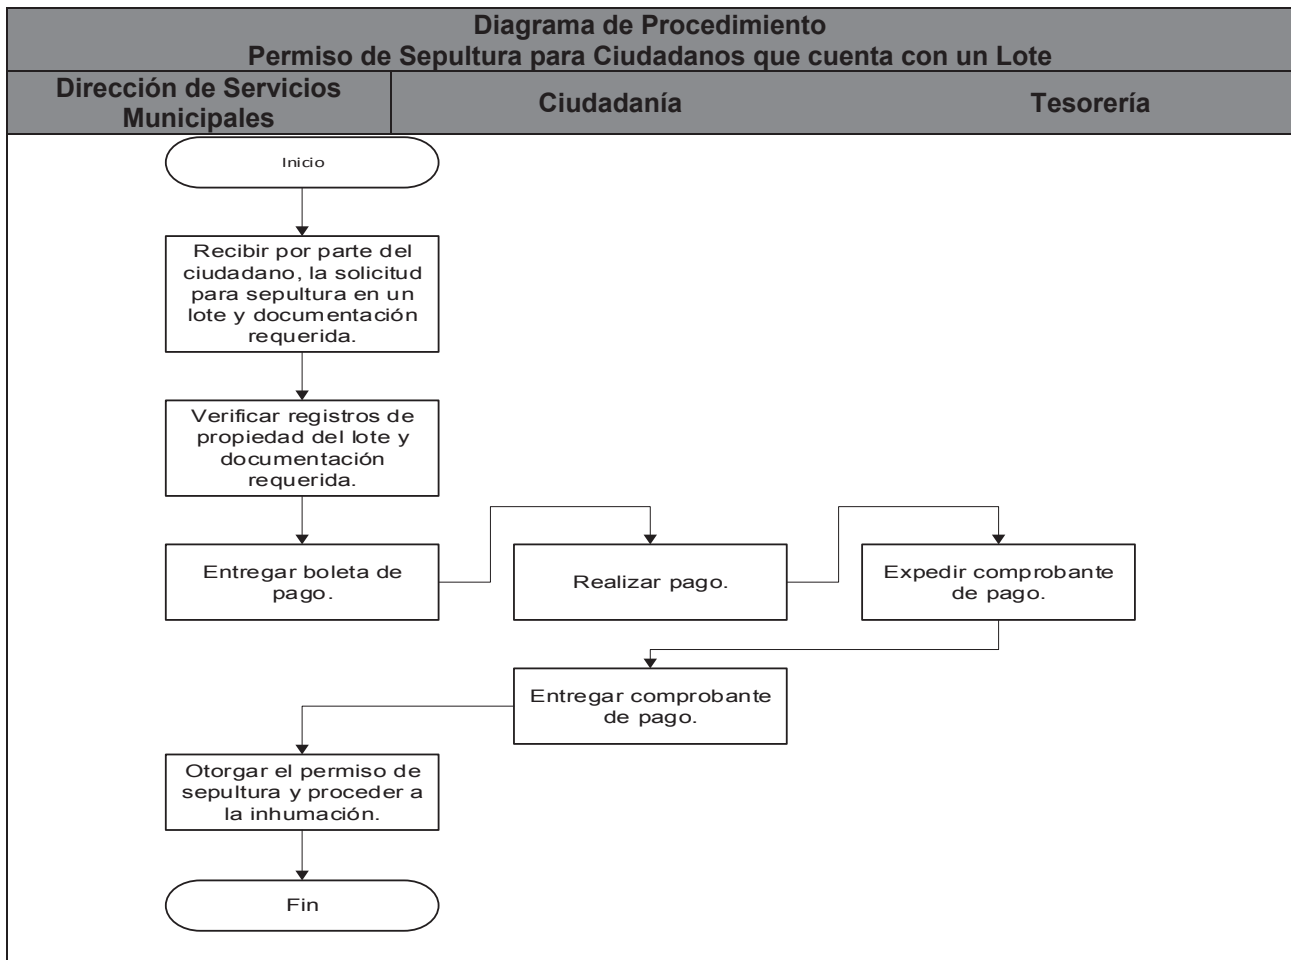 Diagrama de Procedimiento
Permiso de Sepultura para Ciudadanos que cuenta con un Lote
Dirección de Servicios
Municipales
Ciudadanía
Tesorería
Inicio
Recibir por parte del
ciudadano, la solicitud
para sepultura en un
lote y documentación
requerida.
Verificar registros de
propiedad del lote y
documentación
requerida.
Entregar boleta de
pago.
Realizar pago.
Expedir comprobante
de pago.
Entregar comprobante
de pago.
Otorgar el permiso de
sepultura y proceder a
la inhumación.
Fin